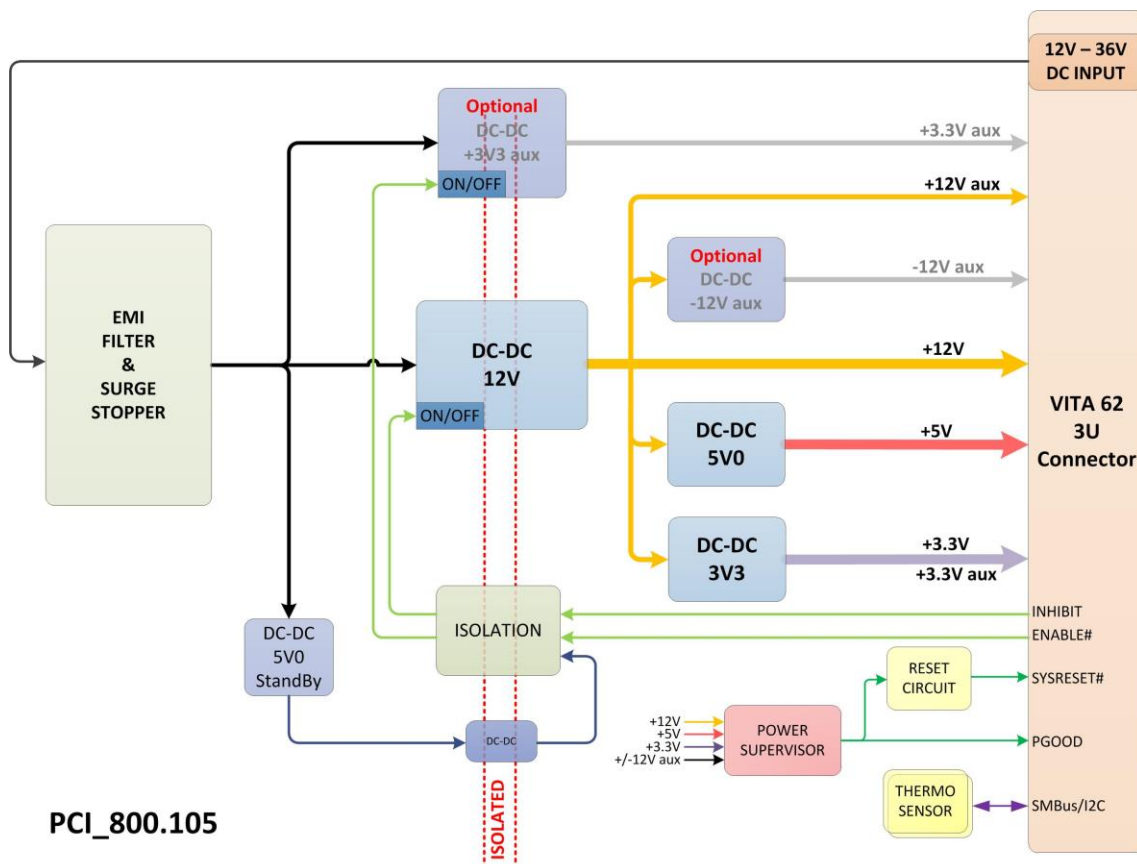 12V – 36V
DC INPUT
Optional
DC-DC
+3V3 aux
ON/OFF
+3.3V aux
+12V aux
Optional
DC-DC
-12V aux
-12V aux
EMI
FILTER
&
SURGE
STOPPER
DC-DC
12V
ON/OFF
+12V
DC-DC
5V0
+5V
VITA 62
3U
Connector
DC-DC
3V3
+3.3V
+3.3V aux
ISOLATION
INHIBIT
ENABLE#
DC-DC
5V0
StandBy
RESET
CIRCUIT
SYSRESET#
DC-DC
+12V
+5V
+3.3V
+/-12V aux
POWER
SUPERVISOR
PGOOD
THERMO
SENSOR
SMBus/I2C
PCI_800.105
ISOLATED